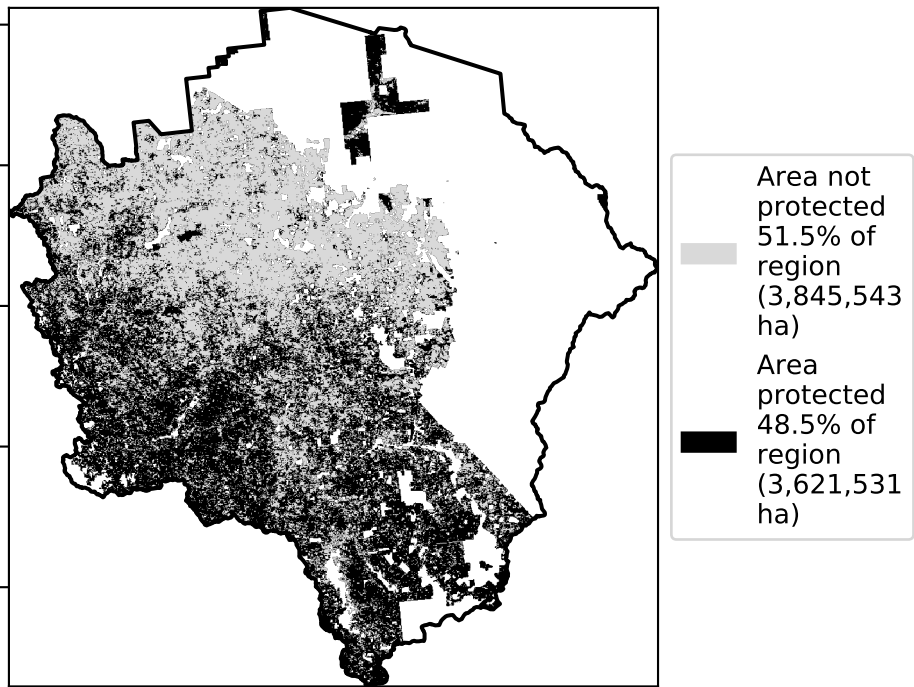 Area not
protected
51.5% of
region
(3,845,543
ha)
Area
protected
48.5% of
region
(3,621,531
ha)